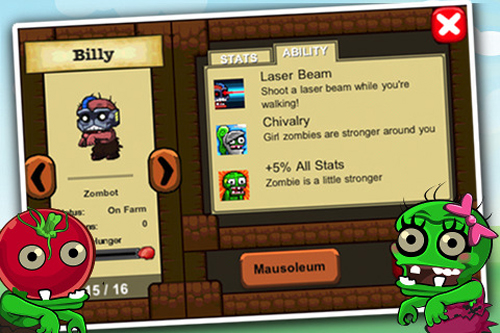 Billy
Zombot
On Farm
0
15 / 16
STATS ABILITY
Laser Beam
Shoot a laser beam while you're
walking!
Chivalry
Girl zombies are stronger around you
+5% All Stats
Zombie is a little stronger
Mausoleum